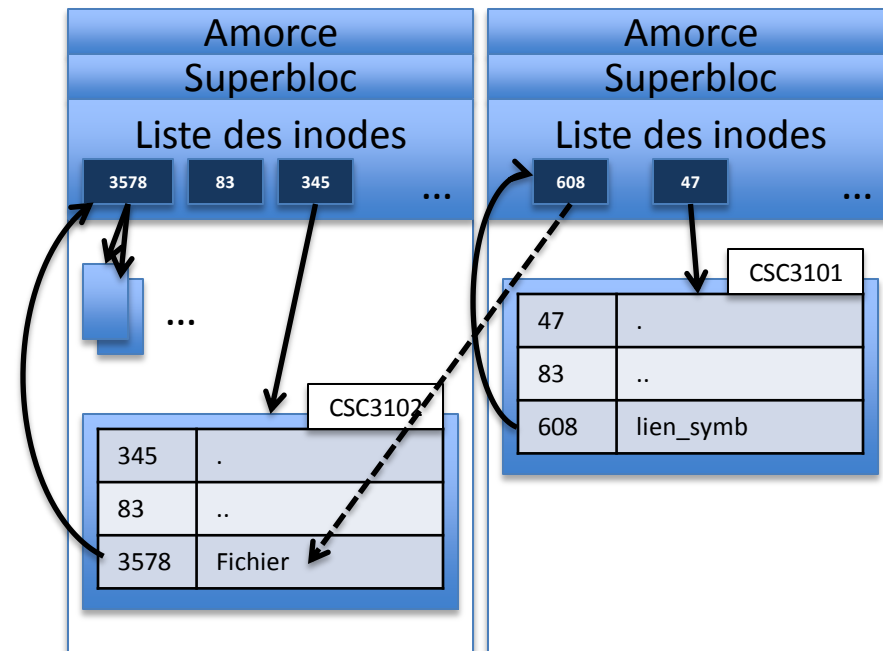 Amorce
Superbloc
Liste des inodes
3578 83 345 ...
...
CSC3102
345 .
83 ..
3578 Fichier
Amorce
Superbloc
Liste des inodes
608 47 ...
CSC3101
47 .
83 ..
608 lien_symb